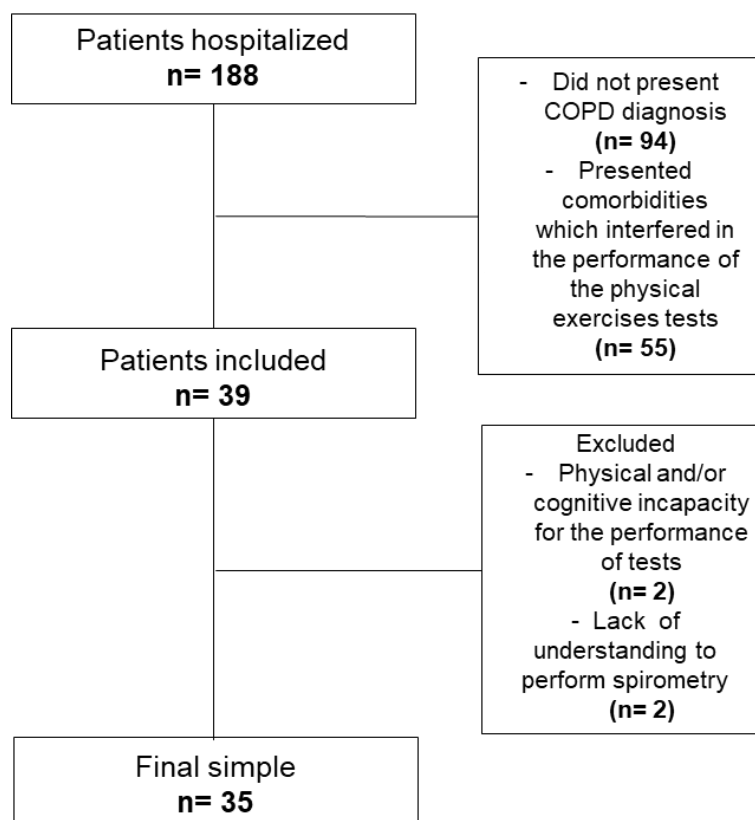 Patients hospitalized
n= 188
- Did not present
COPD diagnosis
(n= 94)
- Presented
comorbidities
which interfered in
the performance of
the physical
exercises tests
(n= 55)
Patients included
n= 39
Excluded
- Physical and/or
cognitive incapacity
for the performance
of tests
(n= 2)
- Lack of
understanding to
perform spirometry
(n= 2)
Final simple
n= 35